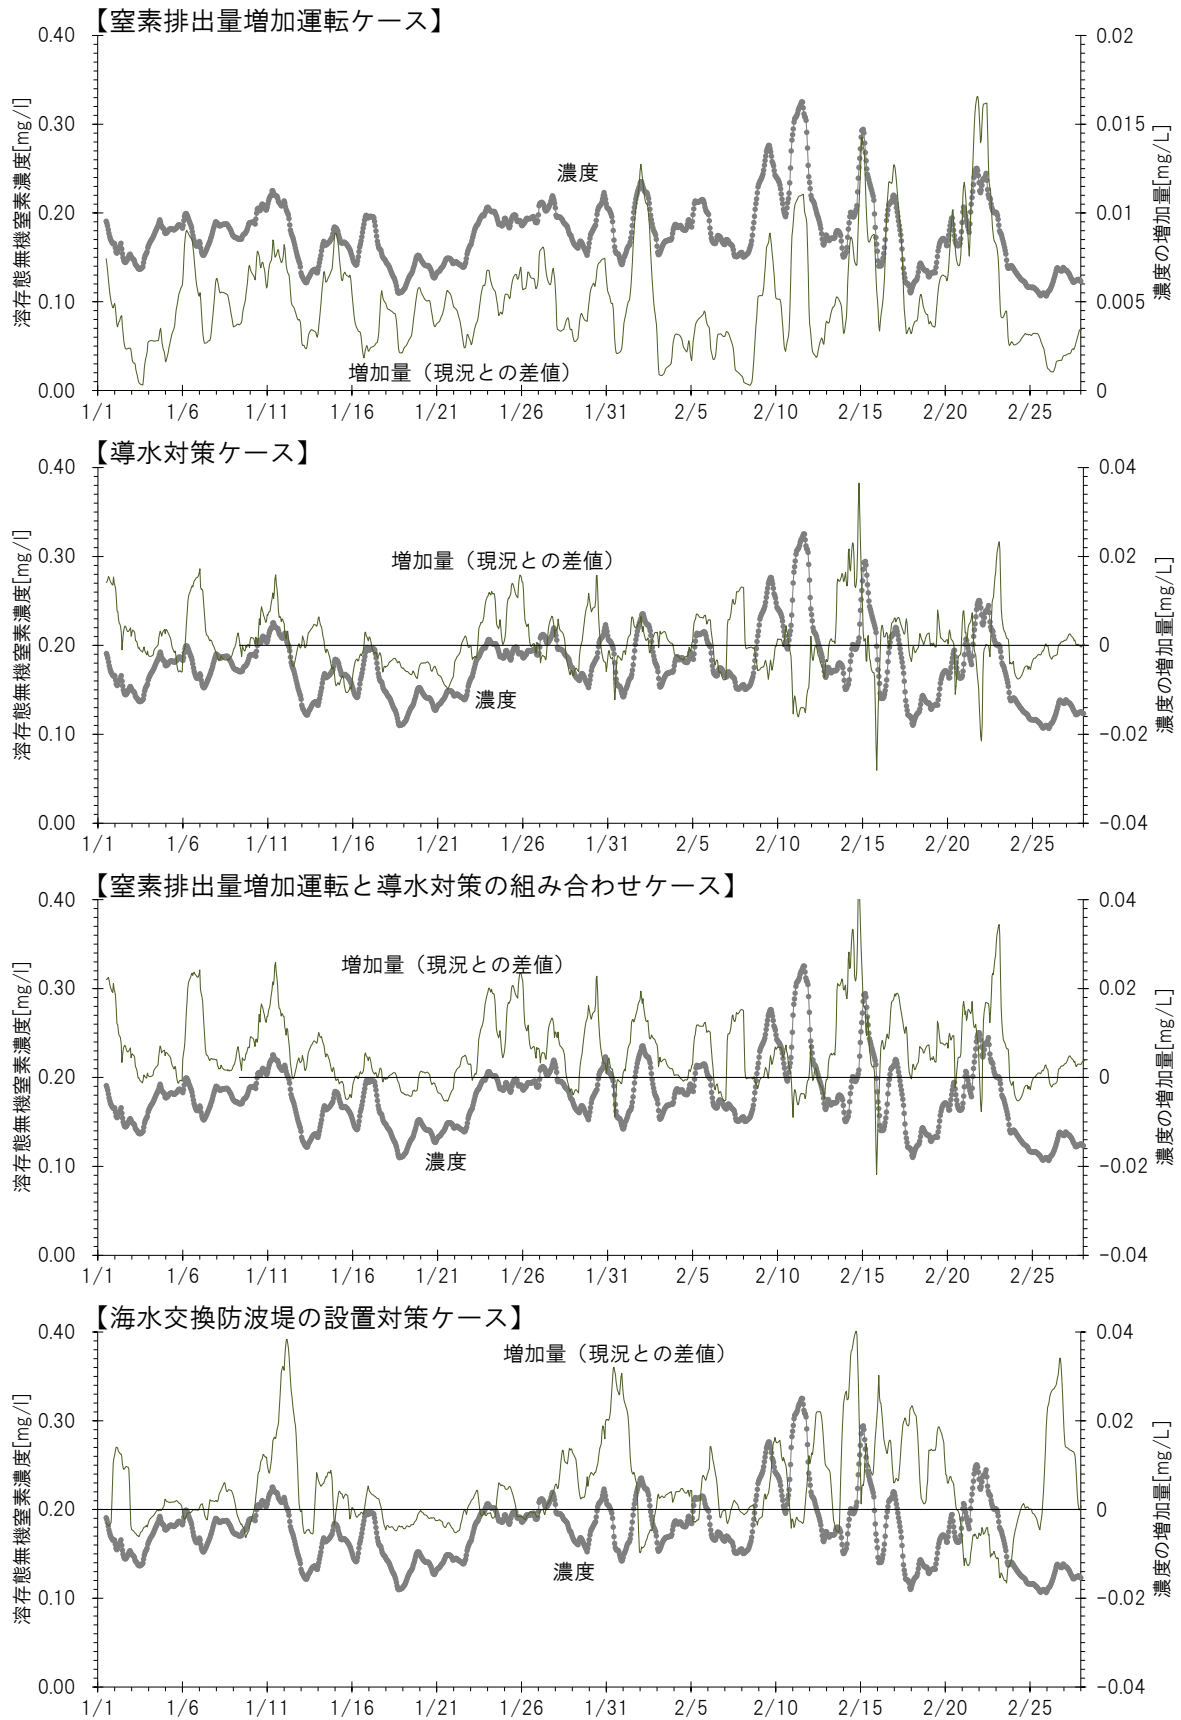 【窒素排出量増加運転ケース】
0.40
0.30
0.20
0.10
0.00
溶存態無機窒素濃度[mg/l]
0.02
0.015
0.01
0.005
0
濃度の増加量[mg/L]
濃度
増加量（現況との差値）
1/1 1/6 1/11 1/16 1/21 1/26 1/31 2/5 2/10 2/15 2/20 2/25
【導水対策ケース】
0.40
0.30
0.20
0.10
0.00
溶存態無機窒素濃度[mg/l]
0.04
0.02
0
-0.02
-0.04
濃度の増加量[mg/L]
増加量（現況との差値）
濃度
1/1 1/6 1/11 1/16 1/21 1/26 1/31 2/5 2/10 2/15 2/20 2/25
【窒素排出量増加運転と導水対策の組み合わせケース】
0.40
0.30
0.20
0.10
0.00
溶存態無機窒素濃度[mg/l]
0.04
0.02
0
-0.02
-0.04
濃度の増加量[mg/L]
増加量（現況との差値）
濃度
1/1 1/6 1/11 1/16 1/21 1/26 1/31 2/5 2/10 2/15 2/20 2/25
【海水交換防波堤の設置対策ケース】
0.40
0.30
0.20
0.10
0.00
溶存態無機窒素濃度[mg/l]
0.04
0.02
0
-0.02
-0.04
濃度の増加量[mg/L]
増加量（現況との差値）
濃度
1/1 1/6 1/11 1/16 1/21 1/26 1/31 2/5 2/10 2/15 2/20 2/25